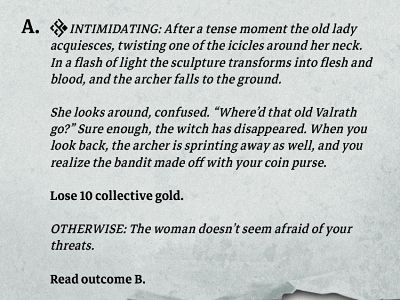 A. INTIMIDATING: After a tense moment the old lady
acquiesces, twisting one of the icicles around her neck.
In a flash of light the sculpture transforms into flesh and
blood, and the archer falls to the ground.
She looks around, confused. “Where’d that old Valrath
go?” Sure enough, the witch has disappeared. When you
look back, the archer is sprinting away as well, and you
realize the bandit made off with your coin purse.
Lose 10 collective gold.
OTHERWISE: The woman doesn’t seem afraid of your
threats.
Read outcome B.